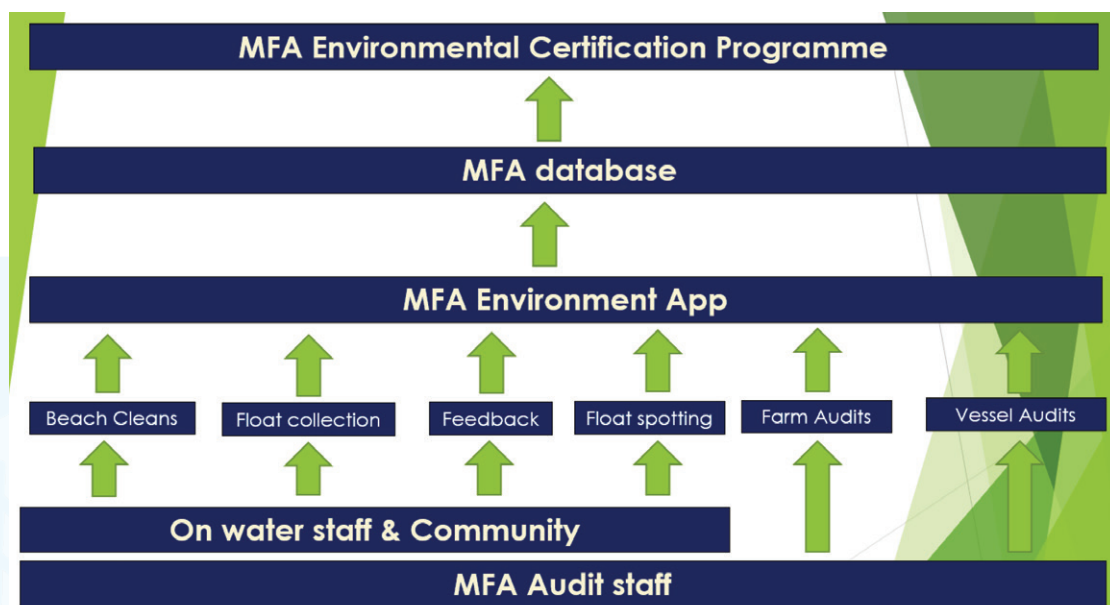 MFA Environmental Certification Programme
MFA database
MFA Environment App
Beach Cleans
Float collection
Feedback
Float spotting
Farm Audits
Vessel Audits
On water staff & Community
MFA Audit staff